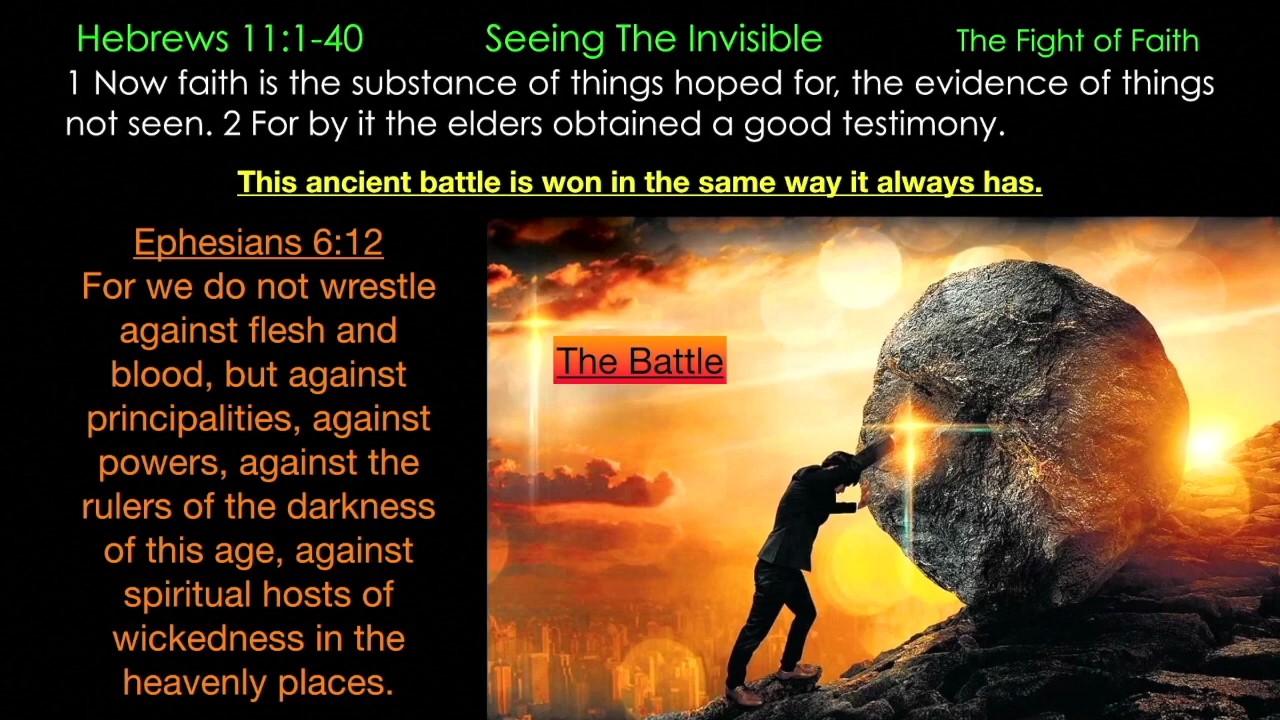 Hebrews 11:1-40 Seeing The Invisible The Fight of Faith
1 Now faith is the substance of things hoped for, the evidence of things
not seen. 2 For by it the elders obtained a good testimony.
This ancient battle is won in the same way it always has.
Ephesians 6:12
For we do not wrestle
against flesh and
blood, but against
principalities, against
powers, against the
rulers of the darkness
of this age, against
spiritual hosts of
wickedness in the
heavenly places.
The Battle